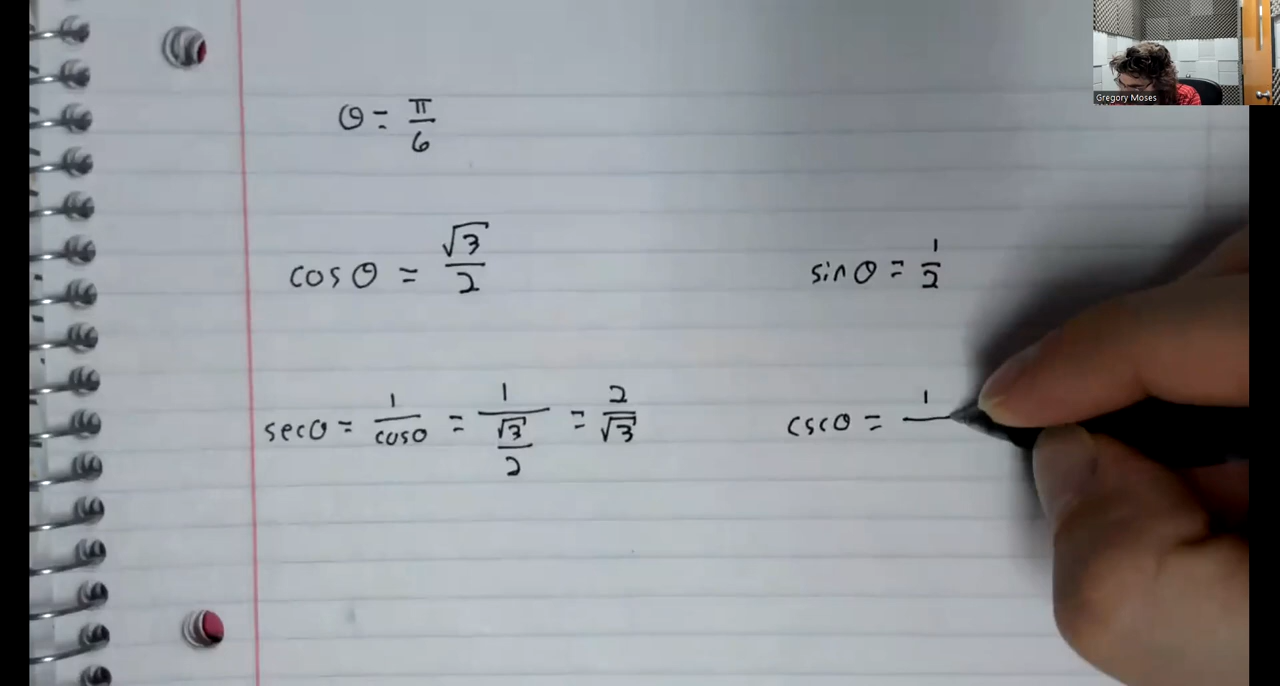 Gregory Moses
θ = π/6
cos θ = √3/2
sin θ = 1/2
sec θ = 1/cos θ = 1/(√3/2) = 2/√3
csc θ = 1/